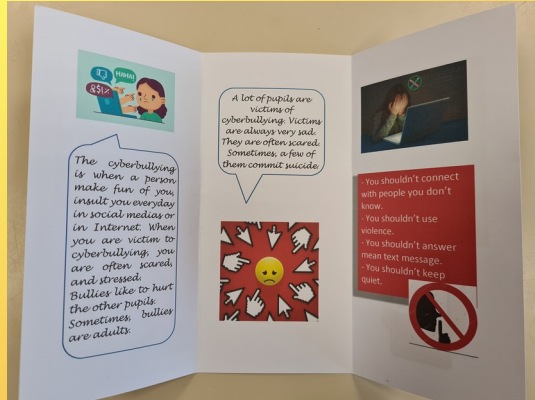 HAHA!
&$!%
The cyberbullying
is when a person
make fun of you,
insult you everyday
in social medias or
in Internet. When
you are victim to
cyberbullying, you
are often scared,
and stressed.
Bullies like to hurt
the other pupils.
Sometimes, bullies
are adults.
A lot of pupils are
victims of
cyberbullying. Victims
are always very sad.
They are often scared.
Sometimes, a few of
them commit suicide.
- You shouldn't connect
with people you don't
know.
- You shouldn't use
violence.
- You shouldn't answer
mean text message.
- You shouldn't keep
quiet.